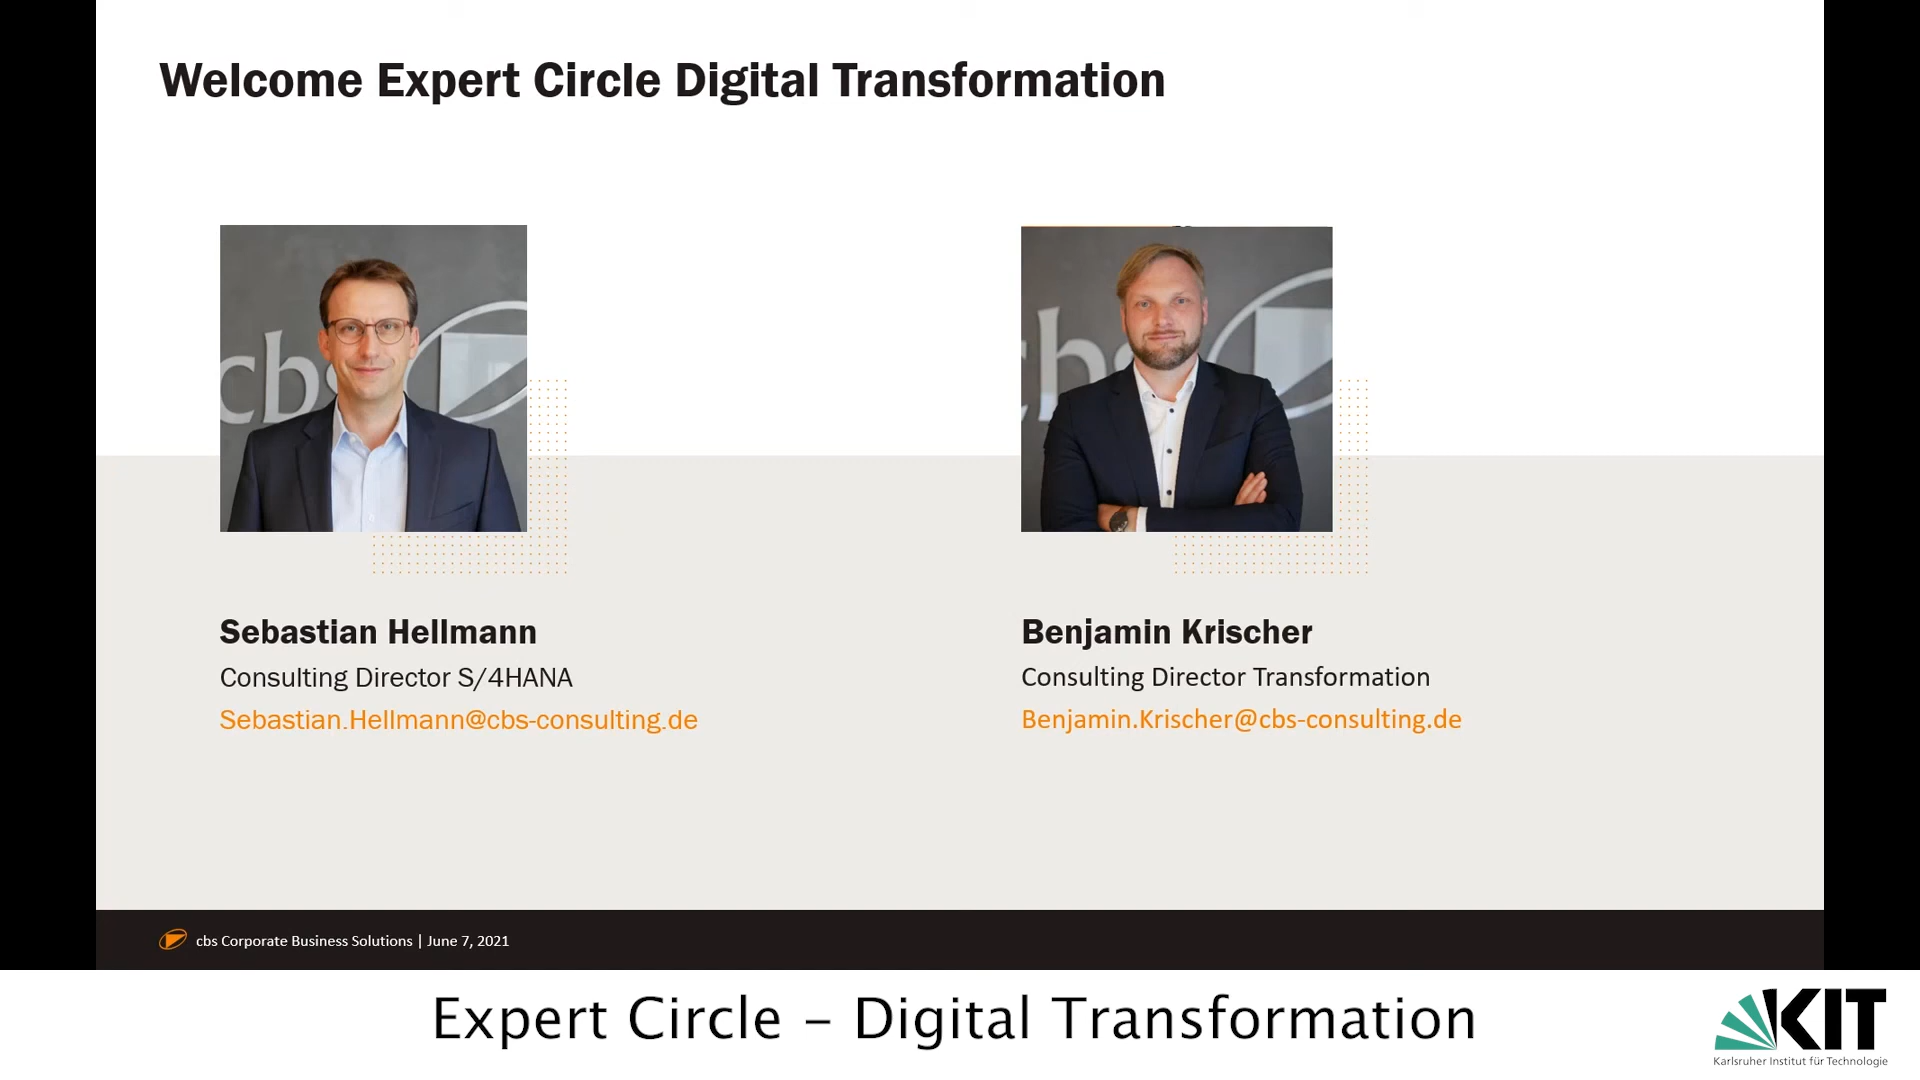 Welcome Expert Circle Digital Transformation
cbs
cbs
Sebastian Hellmann
Consulting Director S/4HANA
Sebastian.Hellmann@cbs-consulting.de
Benjamin Krischer
Consulting Director Transformation
Benjamin.Krischer@cbs-consulting.de
cbs Corporate Business Solutions | June 7, 2021
Expert Circle – Digital Transformation
KIT
Karlsruher Institut für Technologie